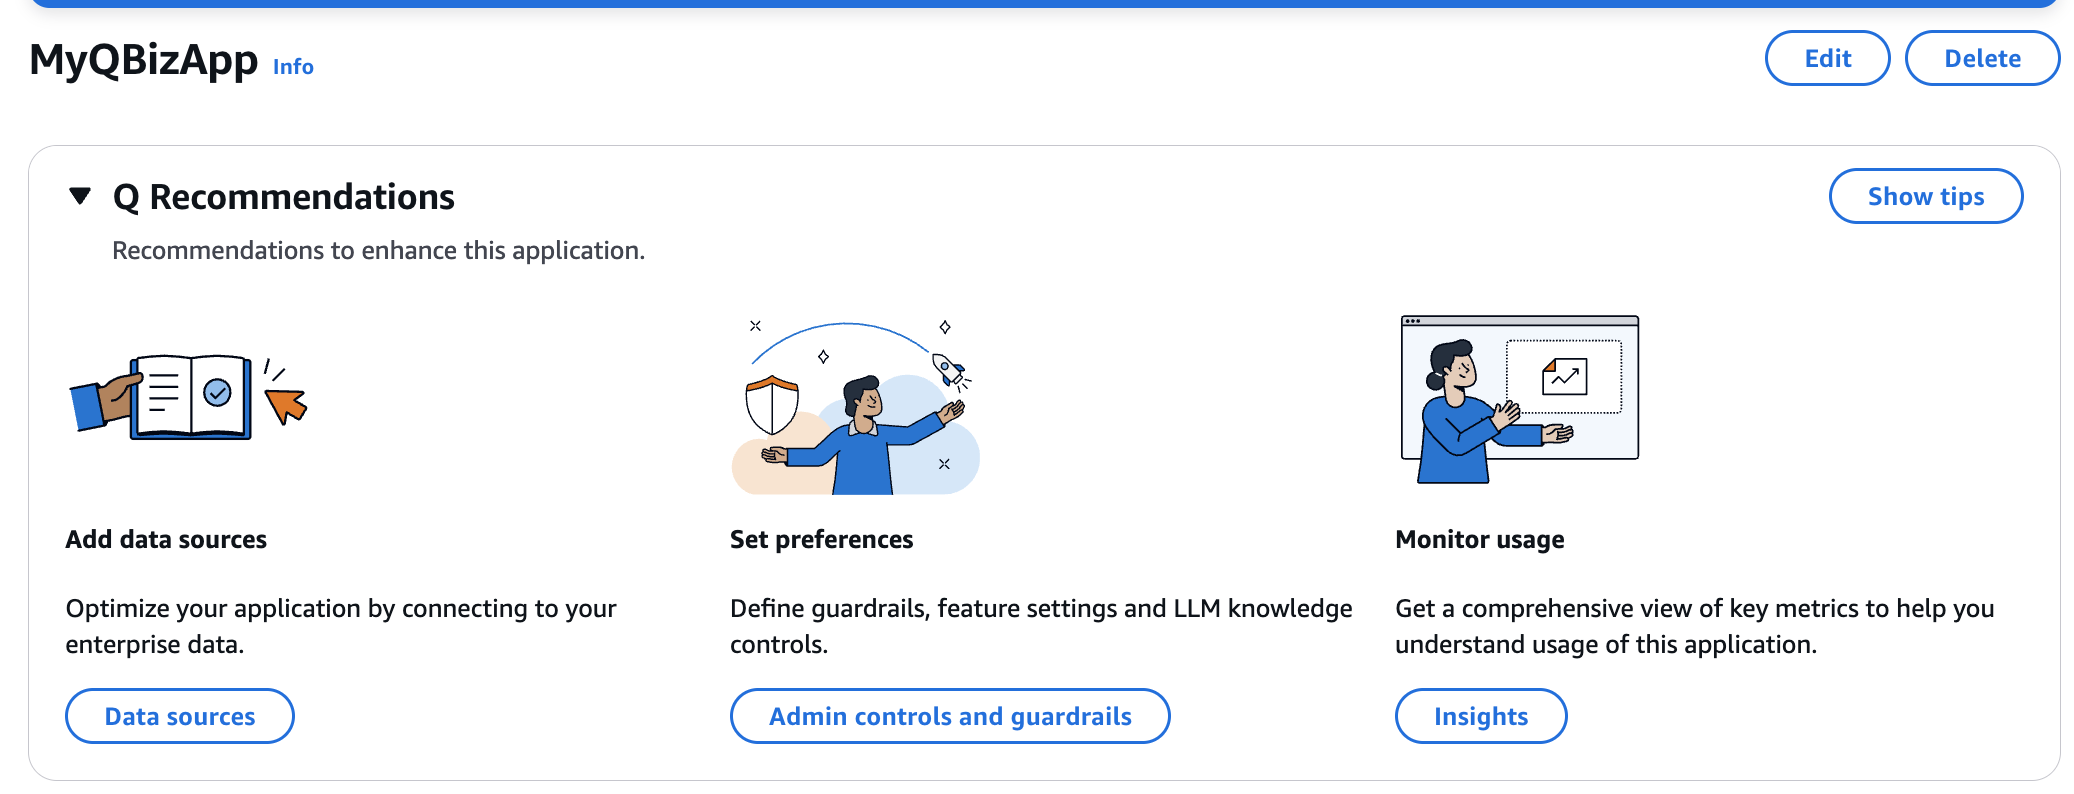 MyQBizApp Info
Edit
Delete
Q Recommendations
Show tips
Recommendations to enhance this application.
Add data sources
Optimize your application by connecting to your
enterprise data.
Data sources
Set preferences
Define guardrails, feature settings and LLM knowledge
controls.
Admin controls and guardrails
Monitor usage
Get a comprehensive view of key metrics to help you
understand usage of this application.
Insights